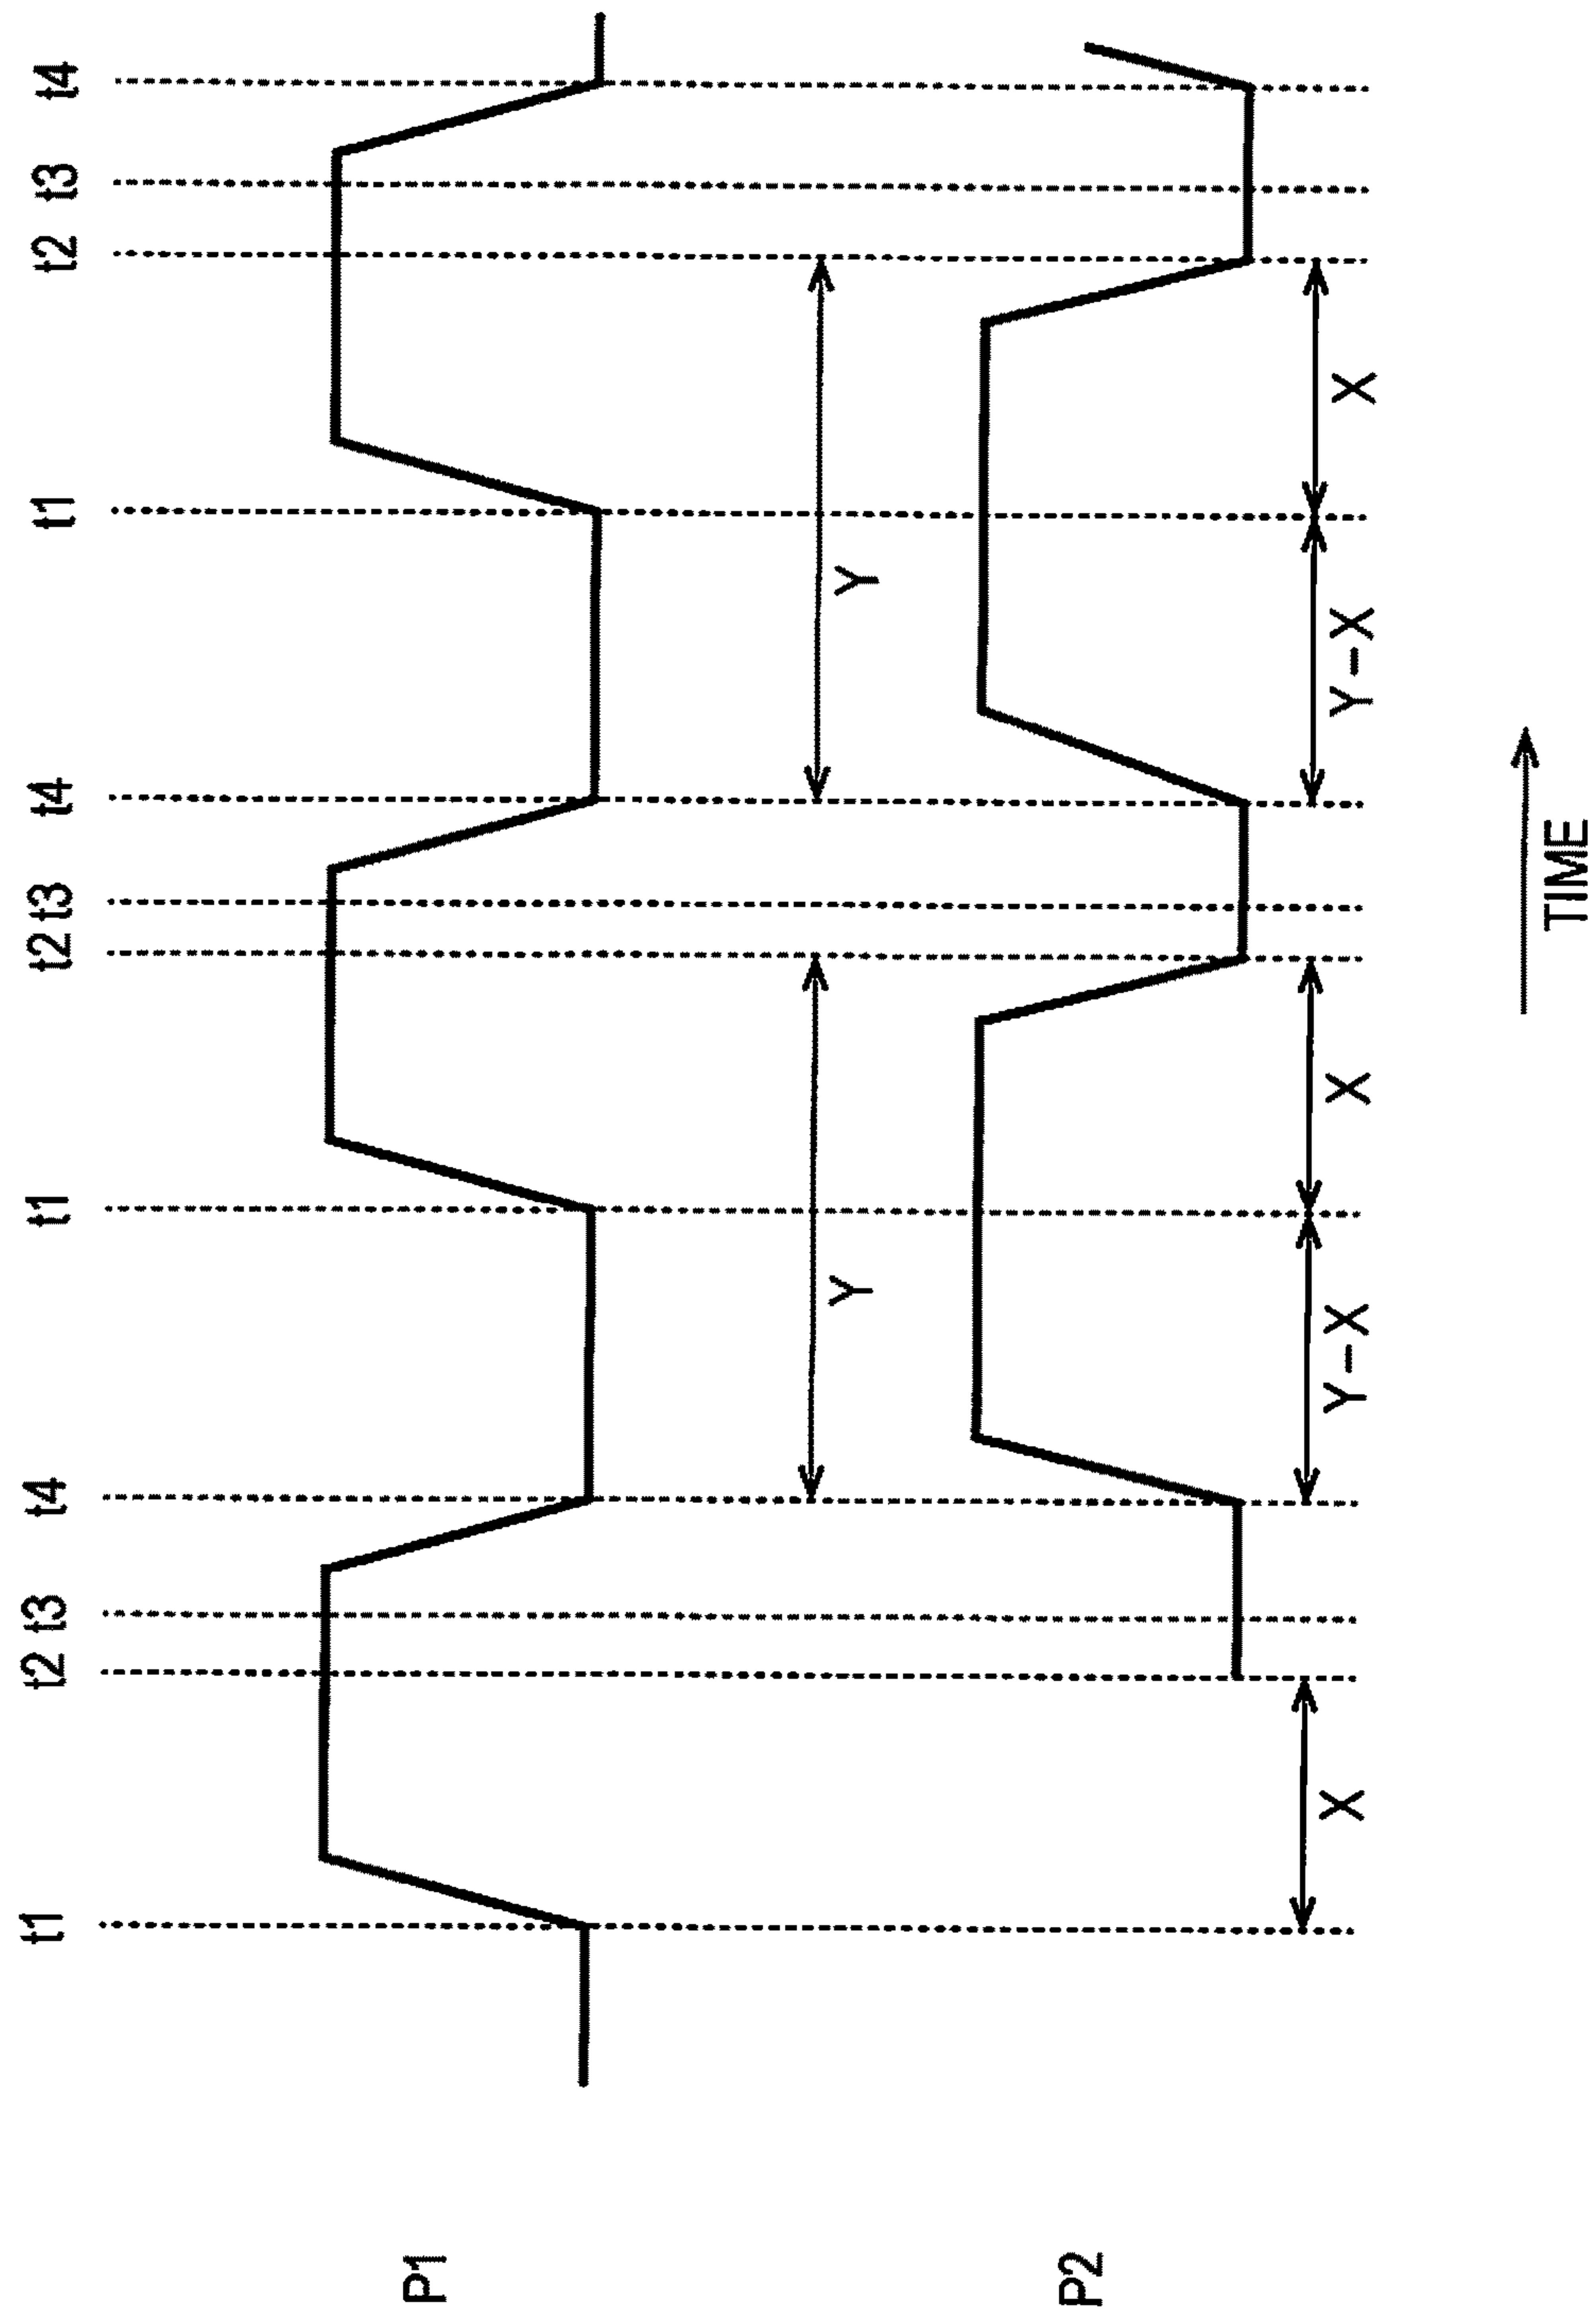 t1 t2 t3 t4 t1 t2 t3 t4 t1 t2 t3 t4
P1
Y Y
P2
X Y-X X Y-X X
TIME